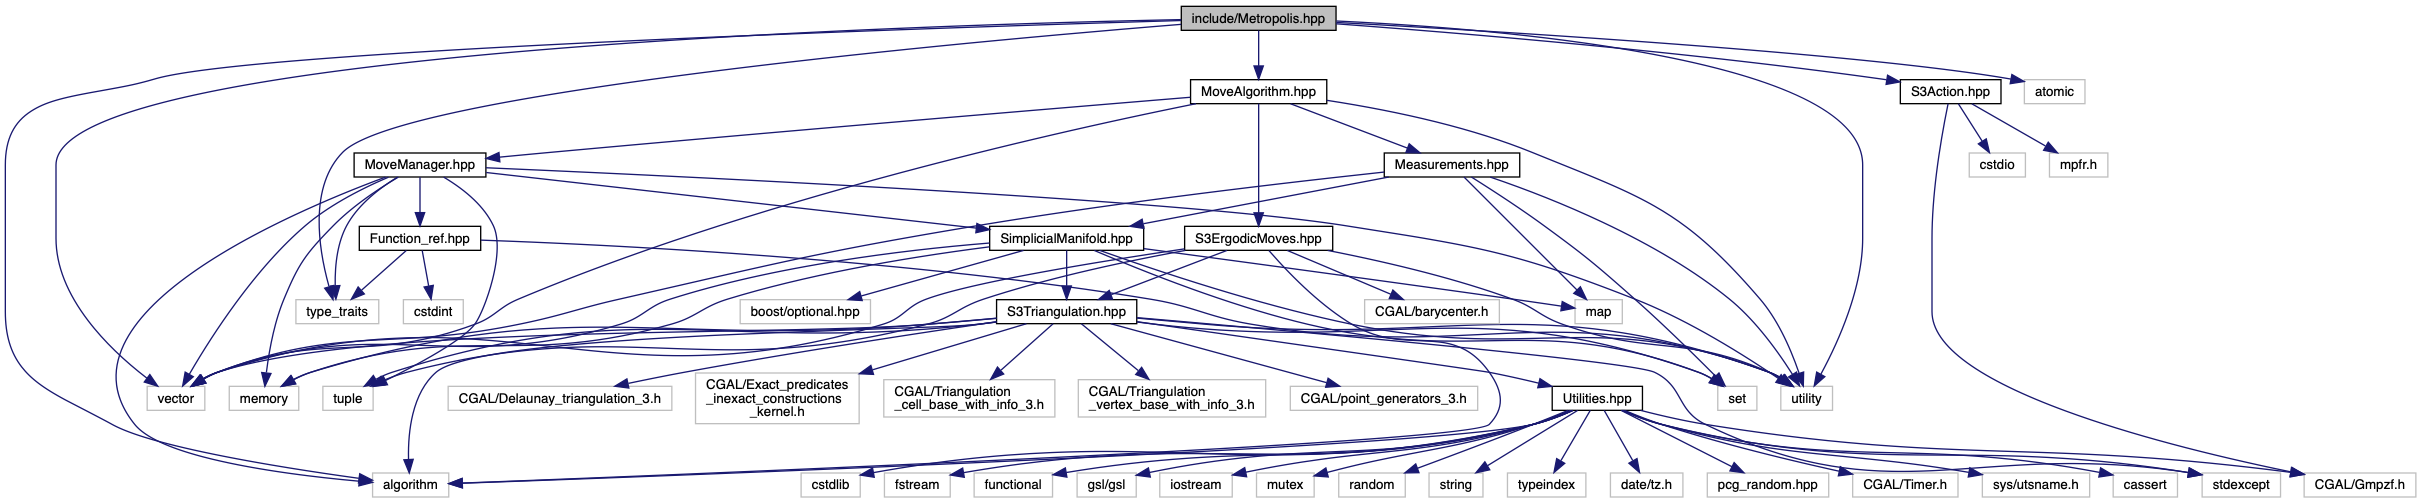 include/Metropolis.hpp
MoveAlgorithm.hpp
S3Action.hpp
atomic
MoveManager.hpp
Measurements.hpp
cstdio
mpfr.h
Function_ref.hpp
SimplicialManifold.hpp
S3ErgodicMoves.hpp
type_traits
cstdint
boost/optional.hpp
S3Triangulation.hpp
CGAL/barycenter.h
map
vector
memory
tuple
CGAL/Delaunay_triangulation_3.h
CGAL/Exact_predicates
_inexact_constructions
_kernel.h
CGAL/Triangulation
_cell_base_with_info_3.h
CGAL/Triangulation
_vertex_base_with_info_3.h
CGAL/point_generators_3.h
Utilities.hpp
set
utility
algorithm
cstdlib
fstream
functional
gsl/gsl
iostream
mutex
random
string
typeindex
date/tz.h
pcg_random.hpp
CGAL/Timer.h
sys/utsname.h
cassert
stdexcept
CGAL/Gmpzf.h